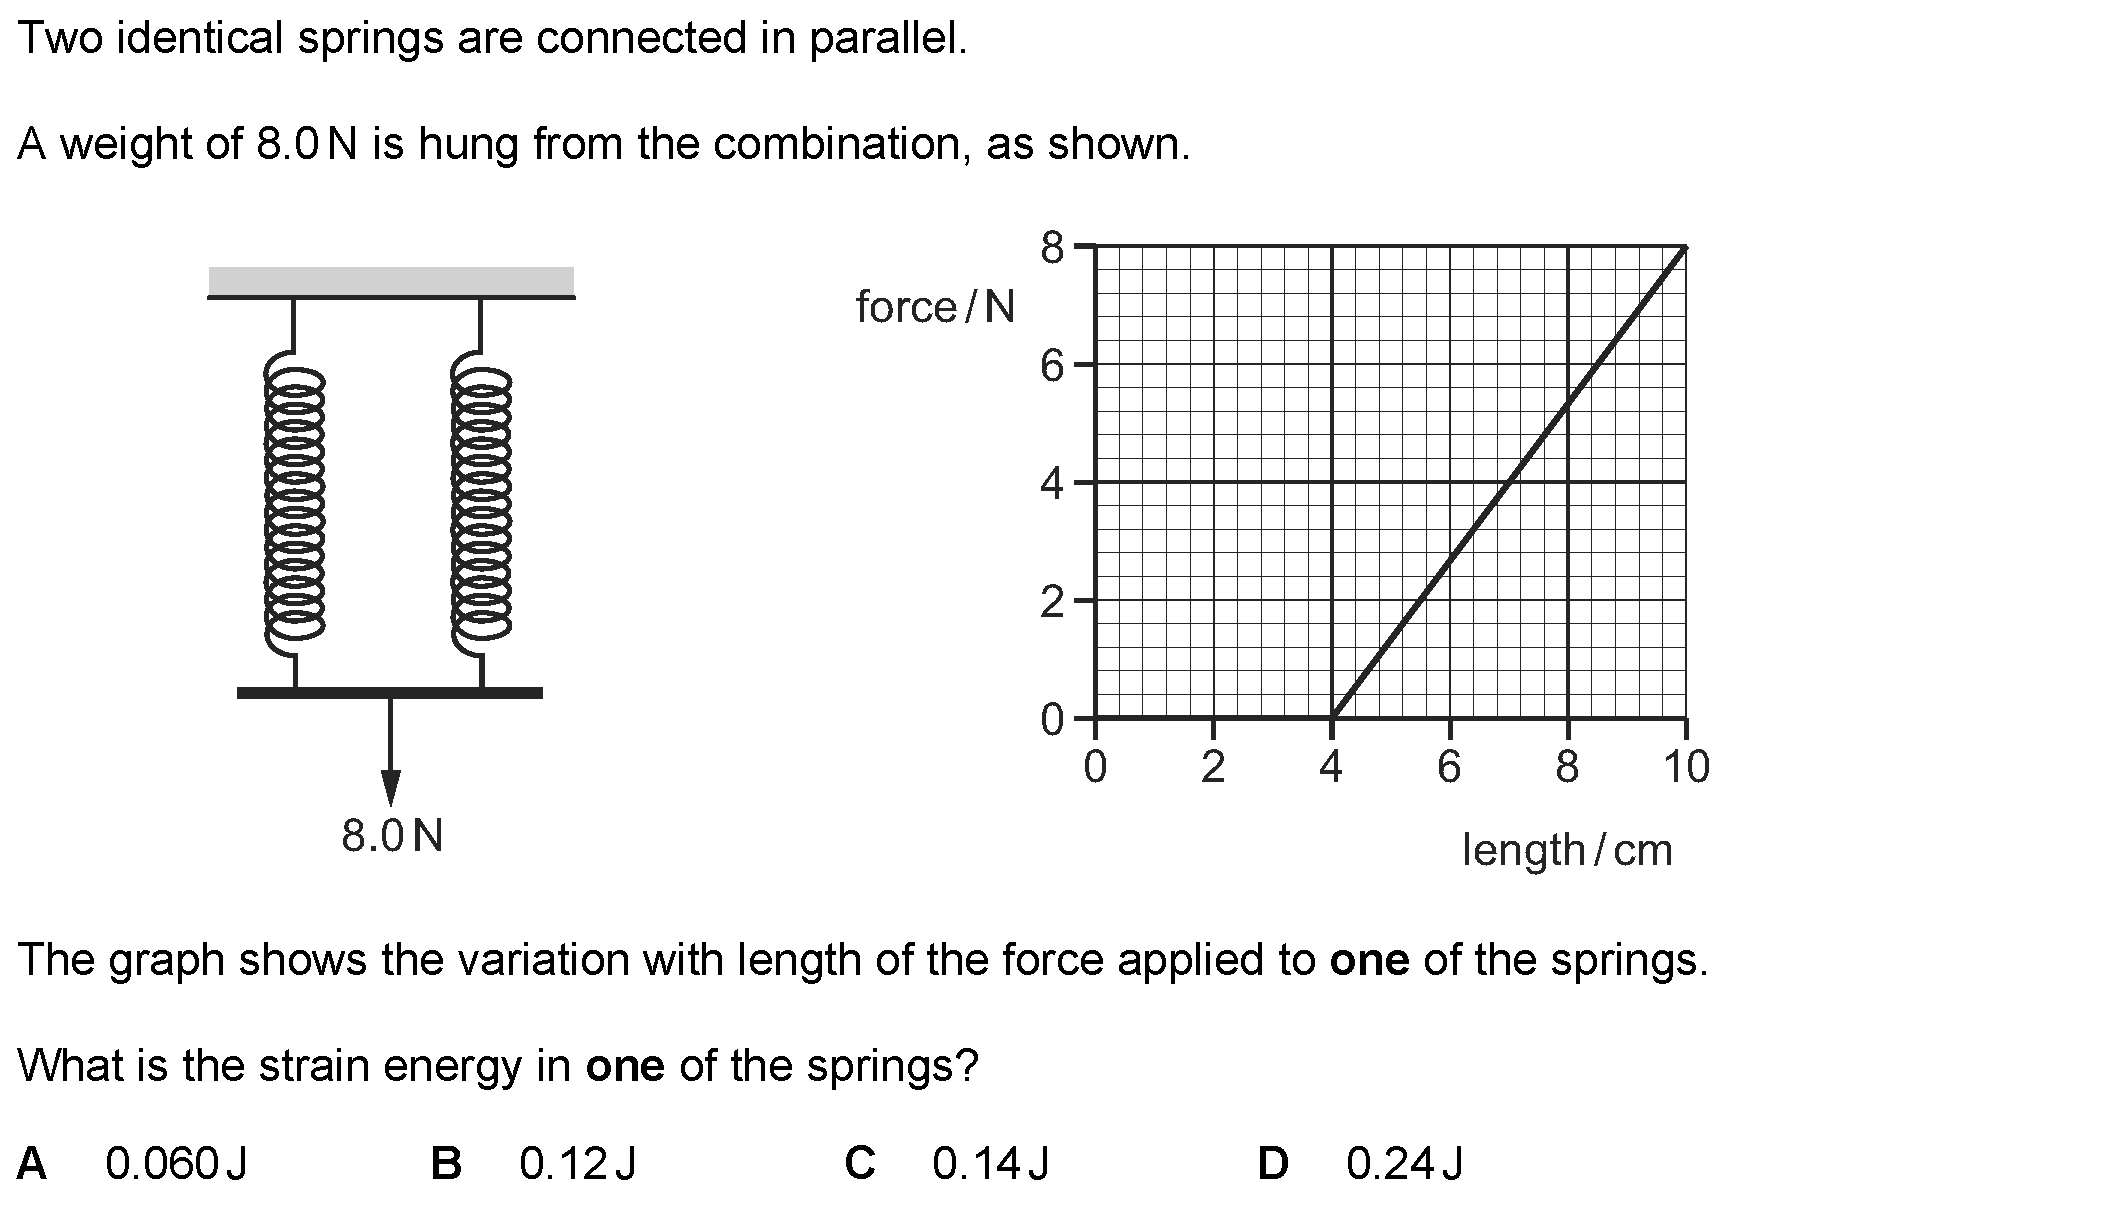 Two identical springs are connected in parallel.
A weight of 8.0 N is hung from the combination, as shown.
8
force / N
6
4
2
0
0 2 4 6 8 10
length / cm
8.0 N
The graph shows the variation with length of the force applied to one of the springs.
What is the strain energy in one of the springs?
A 0.060 J B 0.12 J C 0.14 J D 0.24 J